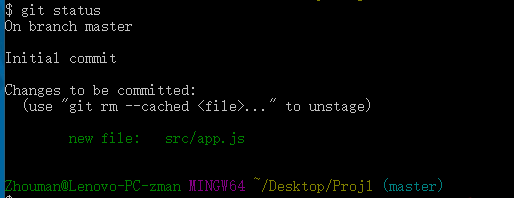 $ git status
On branch master
Initial commit
Changes to be committed:
(use "git rm --cached <file>..." to unstage)
new file: src/app.js
Zhouman@Lenovo-PC-zman MINGW64 ~/Desktop/Proj1 (master)